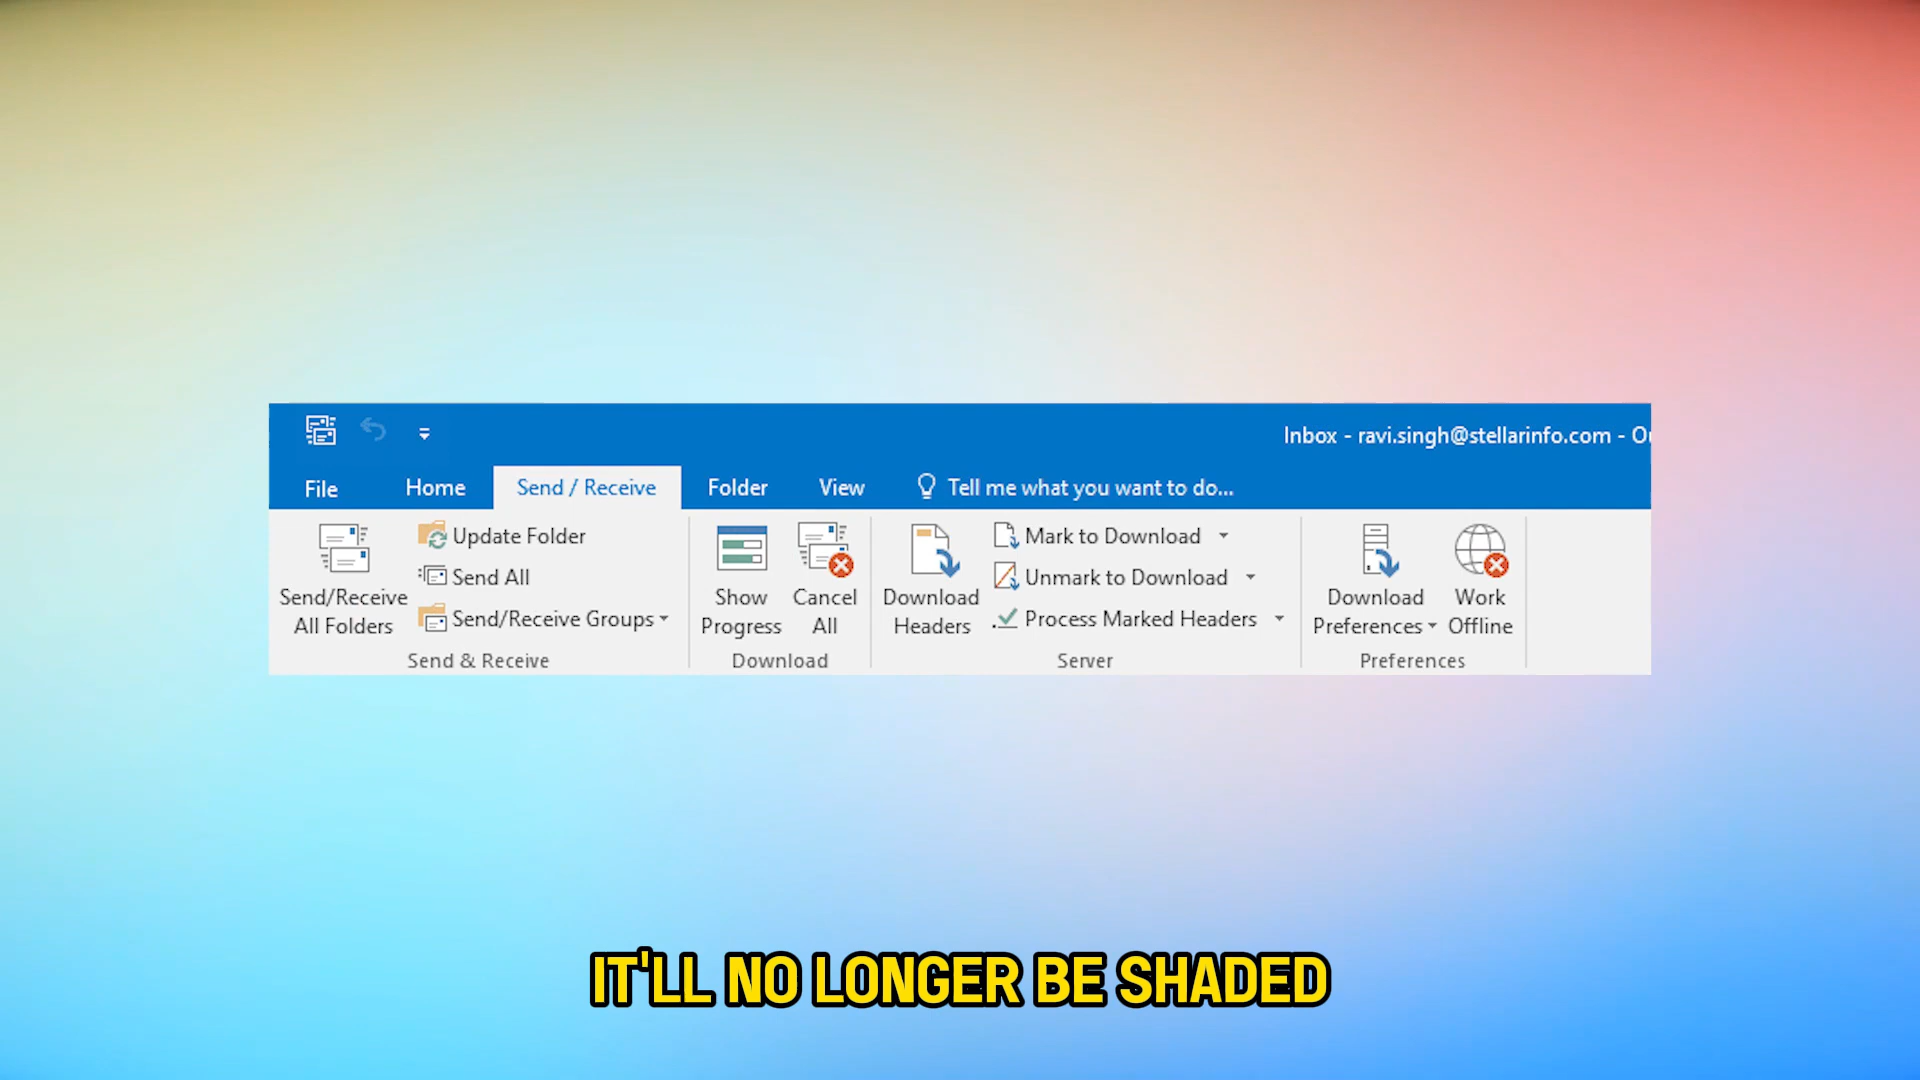 Inbox - ravi.singh@stellarinfo.com - Ou
File Home Send / Receive Folder View Tell me what you want to do...
Send/Receive All Folders
Update Folder
Send All
Send/Receive Groups
Send & Receive
Show Progress
Cancel All
Download
Download Headers
Mark to Download
Unmark to Download
Process Marked Headers
Server
Download Preferences
Work Offline
Preferences
IT'LL NO LONGER BE SHADED